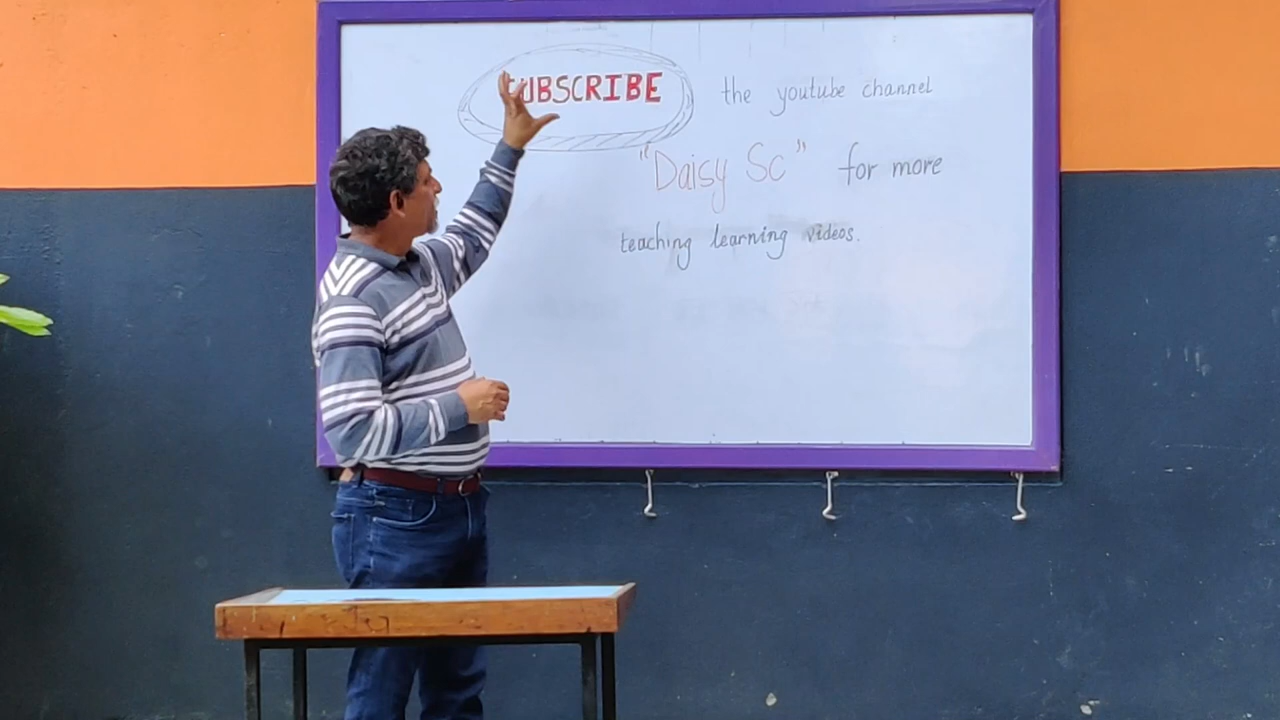 SUBSCRIBE the youtube channel
"Daisy Sc" for more
teaching learning videos.